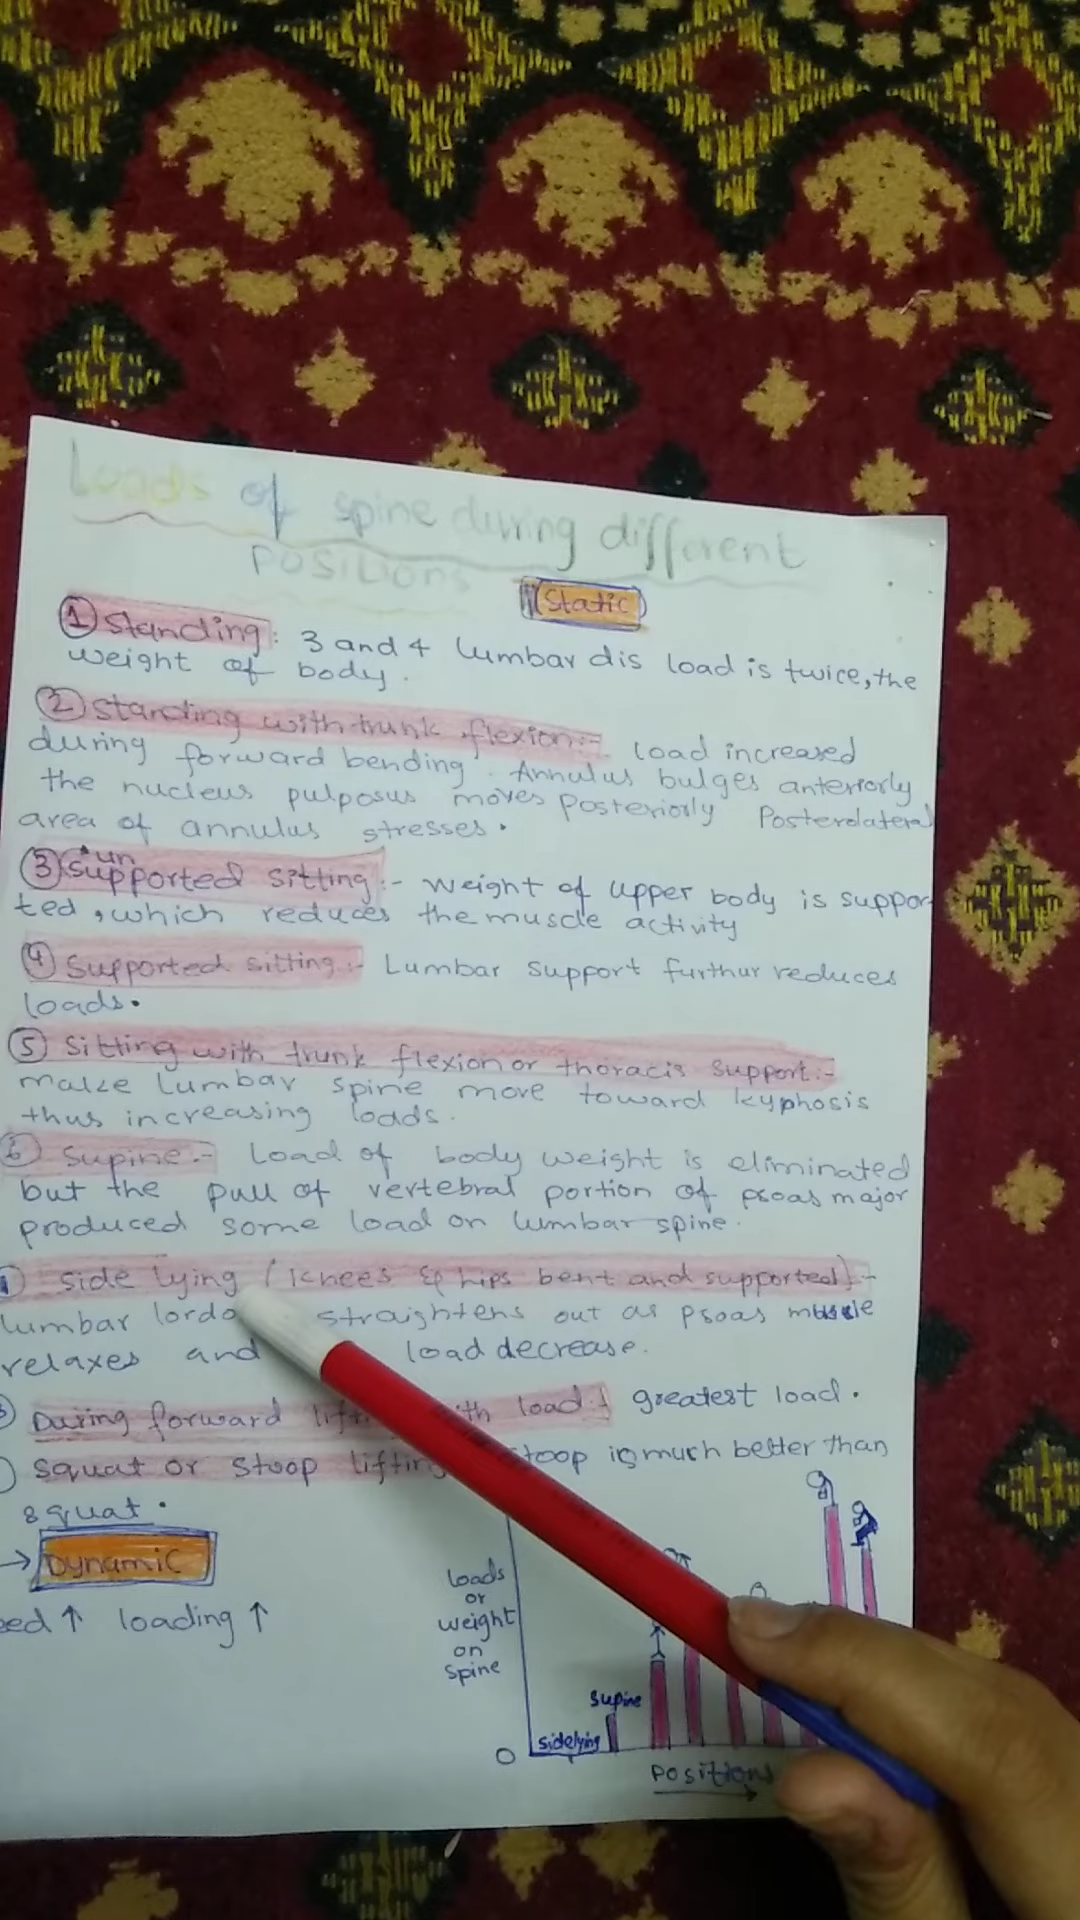 Loads of spine during different
Positions
Static
① Standing: 3 and 4 lumbar dis load is twice, the
weight of body.
② Standing with trunk flexion:- load increased
during forward bending. Annulus bulges anteriorly
the nucleus pulposus moves posteriorly Posterolateral
area of annulus stresses.
③ unsupported sitting:- weight of upper body is suppor
ted, which reduces the muscle activity
④ Supported sitting:- Lumbar support furthur reduces
loads.
⑤ Sitting with trunk flexion or thoracis support:-
make lumbar spine more toward kyphosis
thus increasing loads.
⑥ Supine:- Load of body weight is eliminated
but the pull of vertebral portion of psoas major
produced some load on lumbar spine.
side lying (knees & hips bent and supported):-
lumbar lordo straightens out as psoas muscle
relaxes and load decrease.
During forward lift with load:- greatest load.
squat or stoop lifting stoop is much better than
squat.
→ Dynamic
eed ↑ loading ↑
Loads
or
weight
on
spine
Supine
sidelying
0
Positions